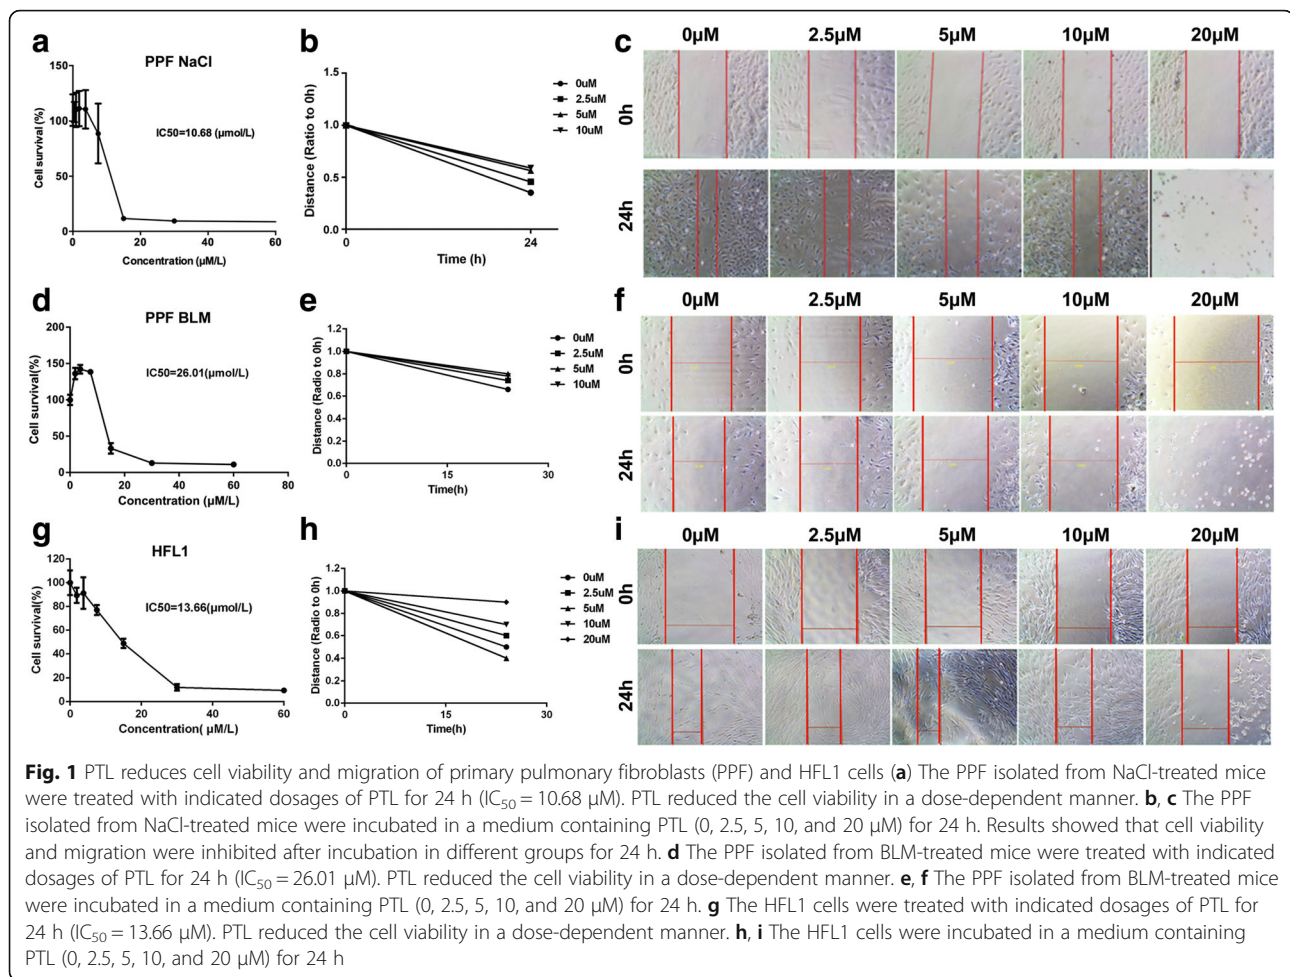 a
PPF NaCl
150
100
50
0
0
20
40
60
Cell survival(%)
IC50=10.68 (µmol/L)
Concentration (µM/L)
b
1.5
1.0
0.5
0.0
0
24
Distance (Ratio to 0h)
Time (h)
0uM
2.5uM
5uM
10uM
c
0µM 2.5µM 5µM 10µM 20µM
0h
24h
d
PPF BLM
200
150
100
50
0
0
20
40
60
80
Cell survival(%)
IC50=26.01(µmol/L)
Concentration (µM/L)
e
1.2
1.0
0.8
0.6
0.4
0.2
0.0
0
15
30
Distance (Radio to 0h)
Time(h)
0uM
2.5uM
5uM
10uM
f
0µM 2.5µM 5µM 10µM 20µM
0h
24h
g
HFL1
120
100
80
60
40
20
0
0
20
40
60
Cell survival(%)
IC50=13.66(µmol/L)
Concentration( µM/L)
h
1.2
1.0
0.8
0.6
0.4
0.2
0.0
0
15
30
Distance (Radio to 0h)
Time(h)
0uM
2.5uM
5uM
10uM
20uM
i
0µM 2.5µM 5µM 10µM 20µM
0h
24h
Fig. 1 PTL reduces cell viability and migration of primary pulmonary fibroblasts (PPF) and HFL1 cells (a) The PPF isolated from NaCl-treated mice
were treated with indicated dosages of PTL for 24 h (IC50 = 10.68 µM). PTL reduced the cell viability in a dose-dependent manner. b, c The PPF
isolated from NaCl-treated mice were incubated in a medium containing PTL (0, 2.5, 5, 10, and 20 µM) for 24 h. Results showed that cell viability
and migration were inhibited after incubation in different groups for 24 h. d The PPF isolated from BLM-treated mice were treated with indicated
dosages of PTL for 24 h (IC50 = 26.01 µM). PTL reduced the cell viability in a dose-dependent manner. e, f The PPF isolated from BLM-treated mice
were incubated in a medium containing PTL (0, 2.5, 5, 10, and 20 µM) for 24 h. g The HFL1 cells were treated with indicated dosages of PTL for
24 h (IC50 = 13.66 µM). PTL reduced the cell viability in a dose-dependent manner. h, i The HFL1 cells were incubated in a medium containing
PTL (0, 2.5, 5, 10, and 20 µM) for 24 h